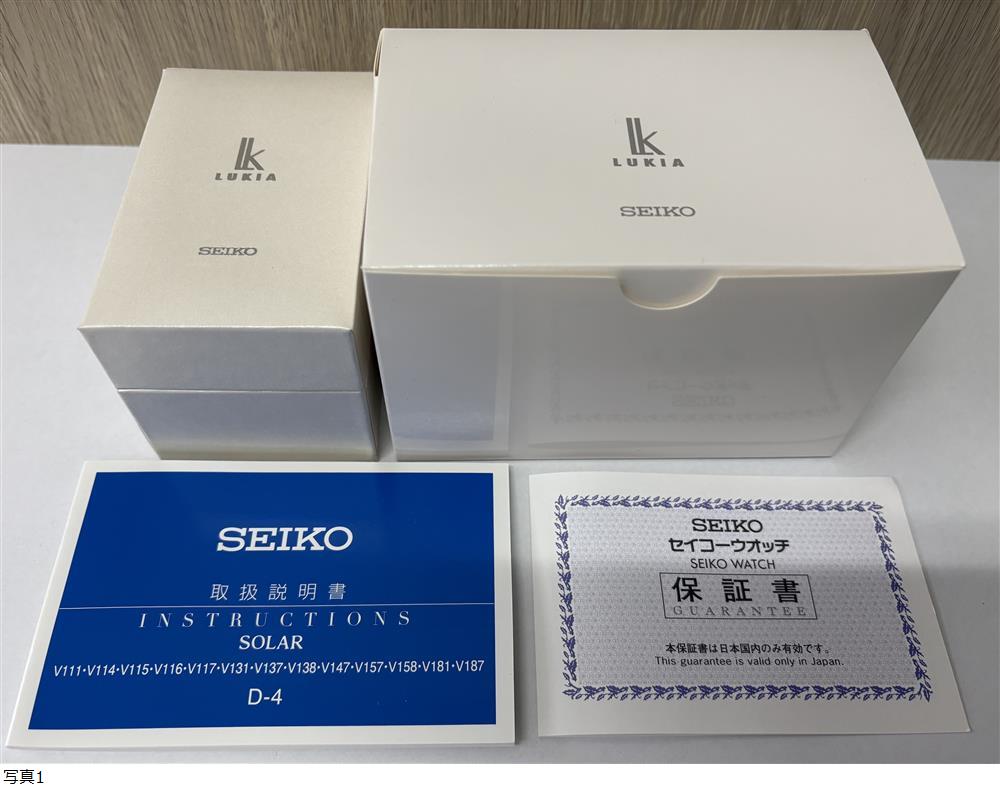 lk
LUKIA
SEIKO
lk
LUKIA
SEIKO
SEIKO
取扱説明書
INSTRUCTIONS
SOLAR
V111・V114・V115・V116・V117・V131・V137・V138・V147・V157・V158・V181・V187
D-4
SEIKO
セイコーウオッチ
SEIKO WATCH
保証書
GUARANTEE
本保証書は日本国内のみ有効です。
This guarantee is valid only in Japan.
写真1